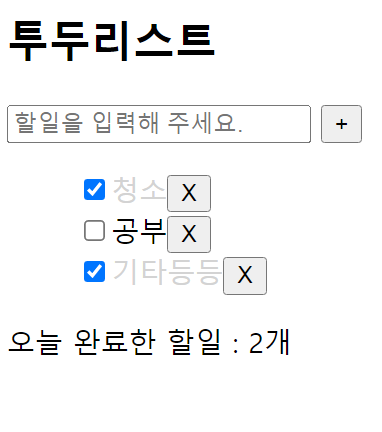 투두리스트
할일을 입력해 주세요. +
청소 X
공부 X
기타등등 X
오늘 완료한 할일 : 2개